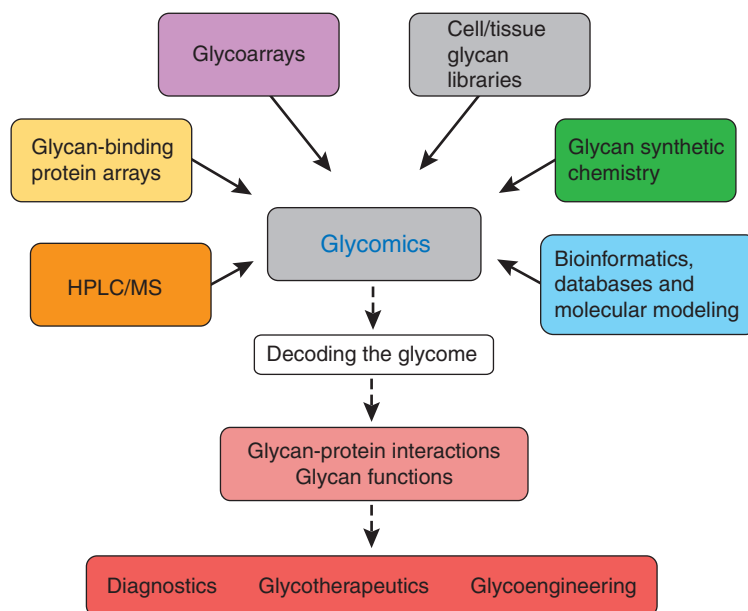 Glycoarrays
Cell/tissue
glycan
libraries
Glycan-binding
protein arrays
Glycan synthetic
chemistry
Glycomics
HPLC/MS
Bioinformatics,
databases and
molecular modeling
Decoding the glycome
Glycan-protein interactions
Glycan functions
Diagnostics Glycotherapeutics Glycoengineering